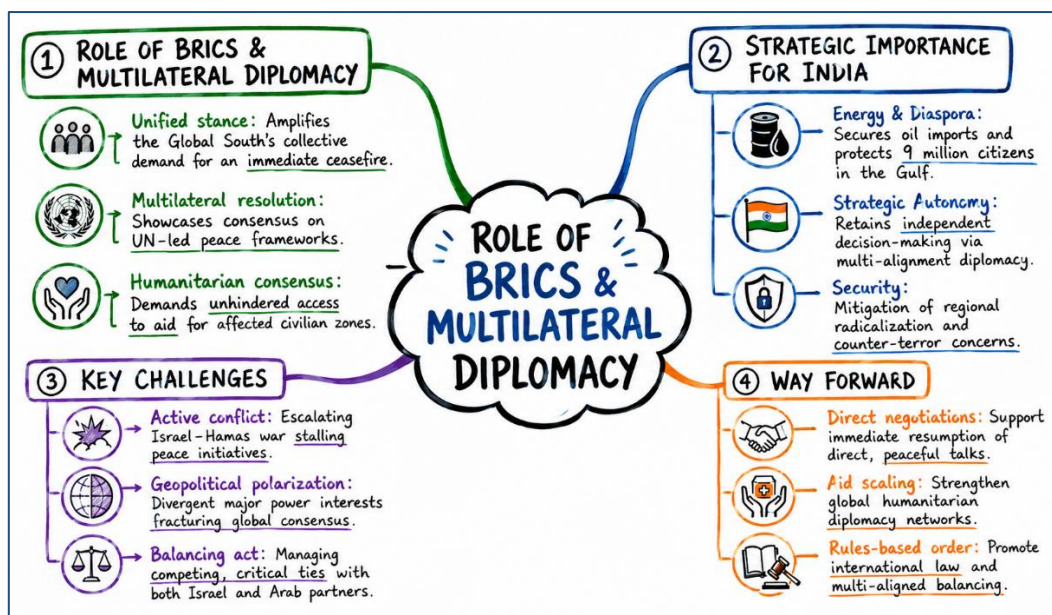 ① ROLE OF BRICS &
MULTILATERAL DIPLOMACY
Unified stance: Amplifies
the Global South's collective
demand for an immediate ceasefire.
Multilateral resolution:
Showcases consensus on
UN-led peace frameworks.
Humanitarian consensus:
Demands unhindered access
to aid for affected civilian zones.
② STRATEGIC IMPORTANCE
FOR INDIA
Energy & Diaspora:
Secures oil imports and
protects 9 million citizens
in the Gulf.
Strategic Autonomy:
Retains independent
decision-making via
multi-alignment diplomacy.
Security:
Mitigation of regional
radicalization and
counter-terror concerns.
ROLE OF
BRICS &
MULTILATERAL
DIPLOMACY
③ KEY CHALLENGES
Active conflict: Escalating
Israel-Hamas war stalling
peace initiatives.
Geopolitical polarization:
Divergent major power interests
fracturing global consensus.
Balancing act: Managing
competing, critical ties with
both Israel and Arab partners.
④ WAY FORWARD
Direct negotiations: Support
immediate resumption of
direct, peaceful talks.
Aid scaling: Strengthen
global humanitarian
diplomacy networks.
Rules-based order: Promote
international law and
multi-aligned balancing.